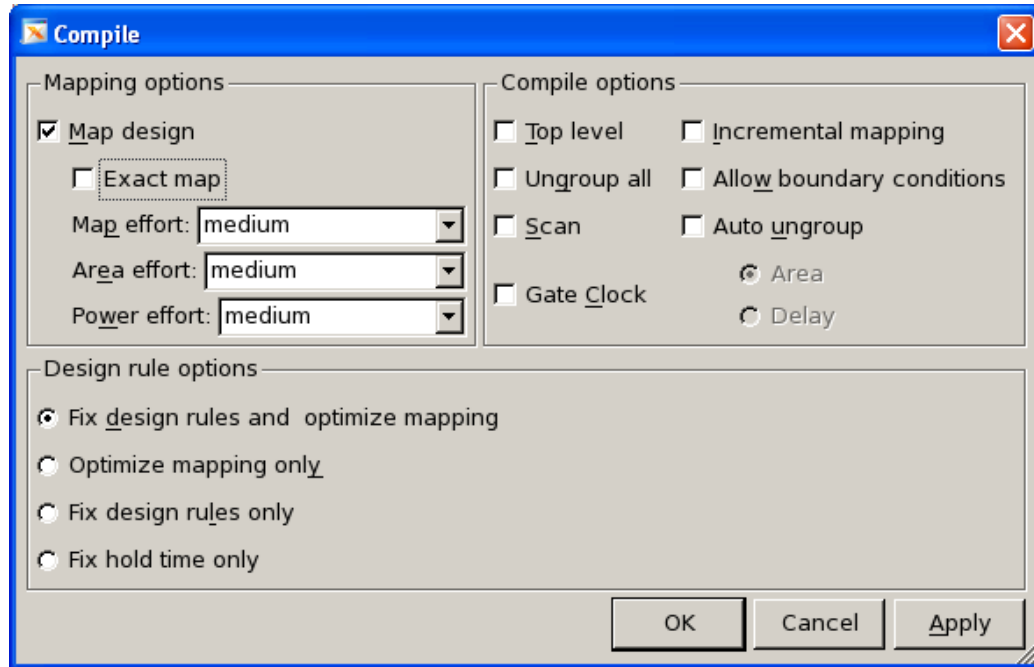 Compile
Mapping options
Map design
Exact map
Map effort: medium
Area effort: medium
Power effort: medium
Compile options
Top level
Incremental mapping
Ungroup all
Allow boundary conditions
Scan
Auto ungroup
Area
Gate Clock
Delay
Design rule options
Fix design rules and optimize mapping
Optimize mapping only
Fix design rules only
Fix hold time only
OK
Cancel
Apply